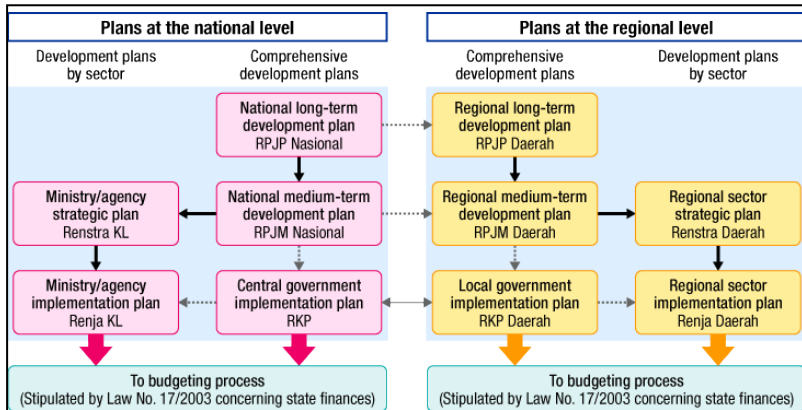 Plans at the national level
Plans at the regional level
Development plans
by sector
Comprehensive
development plans
Comprehensive
development plans
Development plans
by sector
National long-term
development plan
RPJP Nasional
Regional long-term
development plan
RPJP Daerah
Ministry/agency
strategic plan
Renstra KL
National medium-term
development plan
RPJM Nasional
Regional medium-term
development plan
RPJM Daerah
Regional sector
strategic plan
Renstra Daerah
Ministry/agency
implementation plan
Renja KL
Central government
implementation plan
RKP
Local government
implementation plan
RKP Daerah
Regional sector
implementation plan
Renja Daerah
To budgeting process
(Stipulated by Law No. 17/2003 concerning state finances)
To budgeting process
(Stipulated by Law No. 17/2003 concerning state finances)